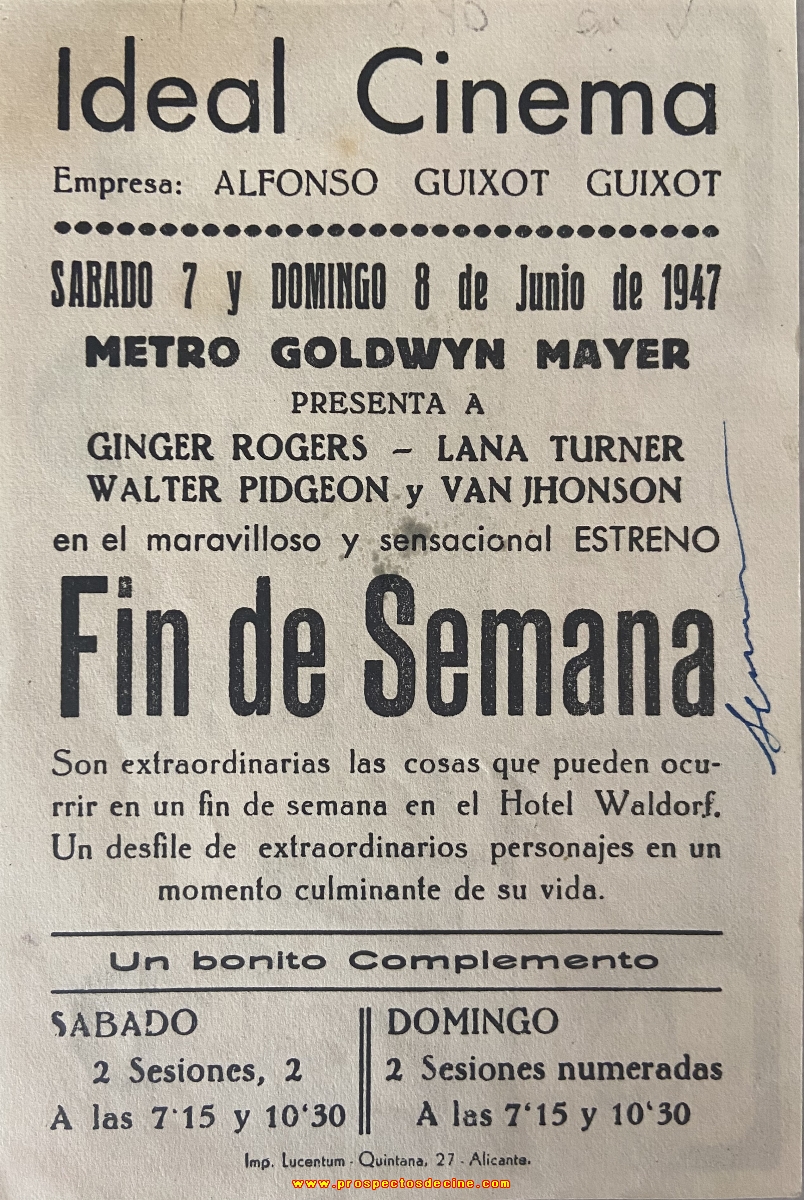 Ideal Cinema
Empresa: ALFONSO GUIXOT GUIXOT
SABADO 7 y DOMINGO 8 de Junio de 1947
METRO GOLDWYN MAYER
PRESENTA A
GINGER ROGERS - LANA TURNER
WALTER PIDGEON y VAN JHONSON
en el maravilloso y sensacional ESTRENO
Fin de Semana
Son extraordinarias las cosas que pueden ocu-
rrir en un fin de semana en el Hotel Waldorf.
Un desfile de extraordinarios personajes en un
momento culminante de su vida.
Un bonito Complemento
SABADO
2 Sesiones, 2
A las 7'15 y 10'30
DOMINGO
2 Sesiones numeradas
A las 7'15 y 10'30
Imp. Lucentum - Quintana, 27 - Alicante.
www.prospectosdecine.com